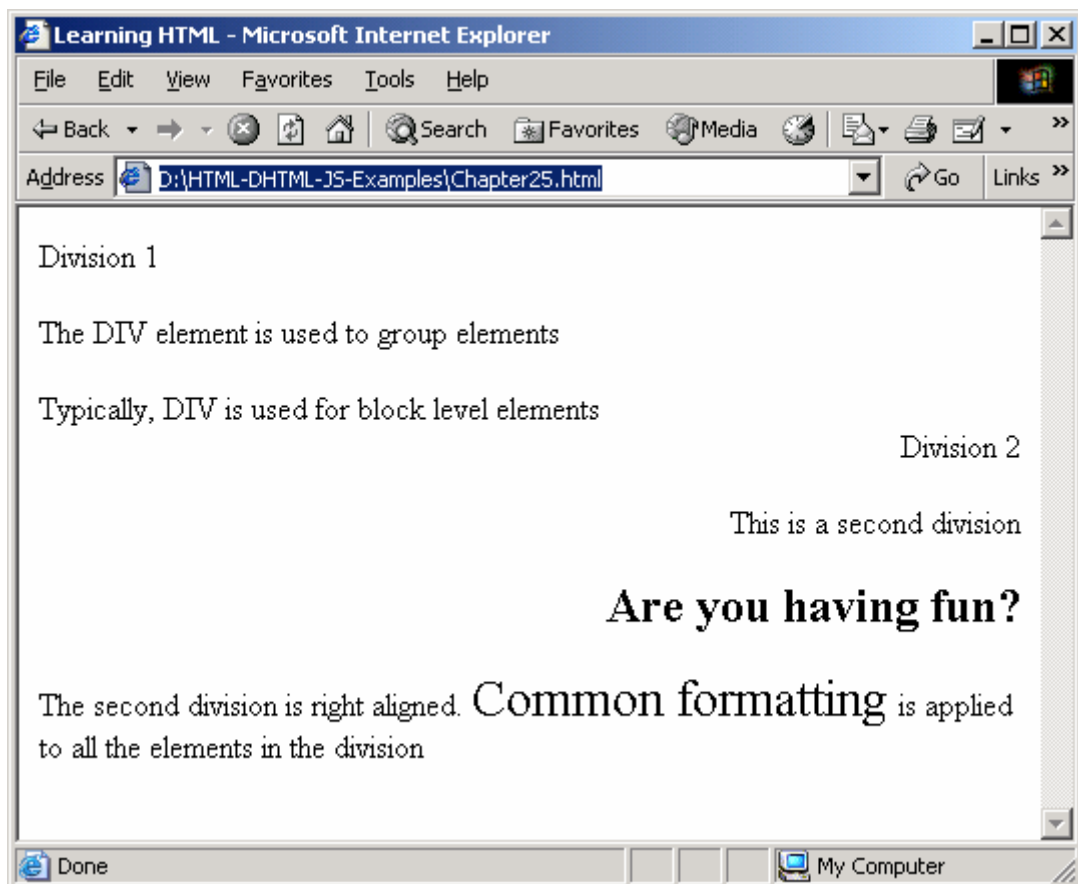 Learning HTML - Microsoft Internet Explorer
File Edit View Favorites Tools Help
Back Search Favorites Media
Address D:\HTML-DHTML-JS-Examples\Chapter25.html Go Links
Division 1
The DIV element is used to group elements
Typically, DIV is used for block level elements
Division 2
This is a second division
Are you having fun?
The second division is right aligned. Common formatting is applied
to all the elements in the division
Done My Computer